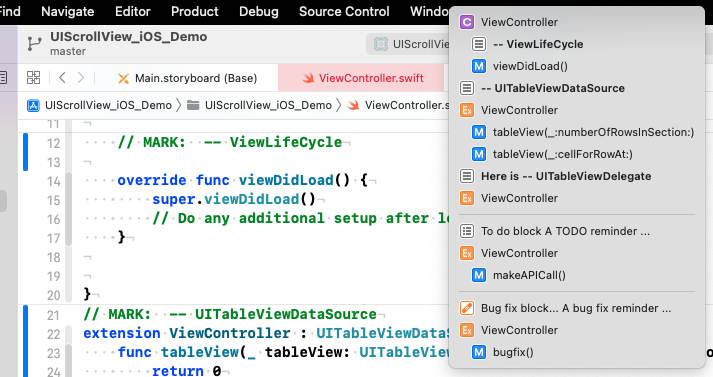 Find Navigate Editor Product Debug Source Control Windo
UIScrollView_iOS_Demo
master
UIScrollVie
Main.storyboard (Base) ViewController.swift
UIScrollView_iOS_Demo UIScrollView_iOS_Demo ViewController.s
11
12 // MARK: -- ViewLifeCycle
13
14 override func viewDidLoad() {
15 super.viewDidLoad()
16 // Do any additional setup after lo
17 }
18
19
20 }
21 // MARK: -- UITableViewDataSource
22 extension ViewController : UITableViewDataS
23 func tableView(_ tableView: UITableView
24 return 0
C ViewController
-- ViewLifeCycle
M viewDidLoad()
-- UITableViewDataSource
Ex ViewController
M tableView(_:numberOfRowsInSection:)
M tableView(_:cellForRowAt:)
Here is -- UITableViewDelegate
Ex ViewController
To do block A TODO reminder ...
Ex ViewController
M makeAPICall()
Bug fix block... A bug fix reminder ...
Ex ViewController
M bugfix()